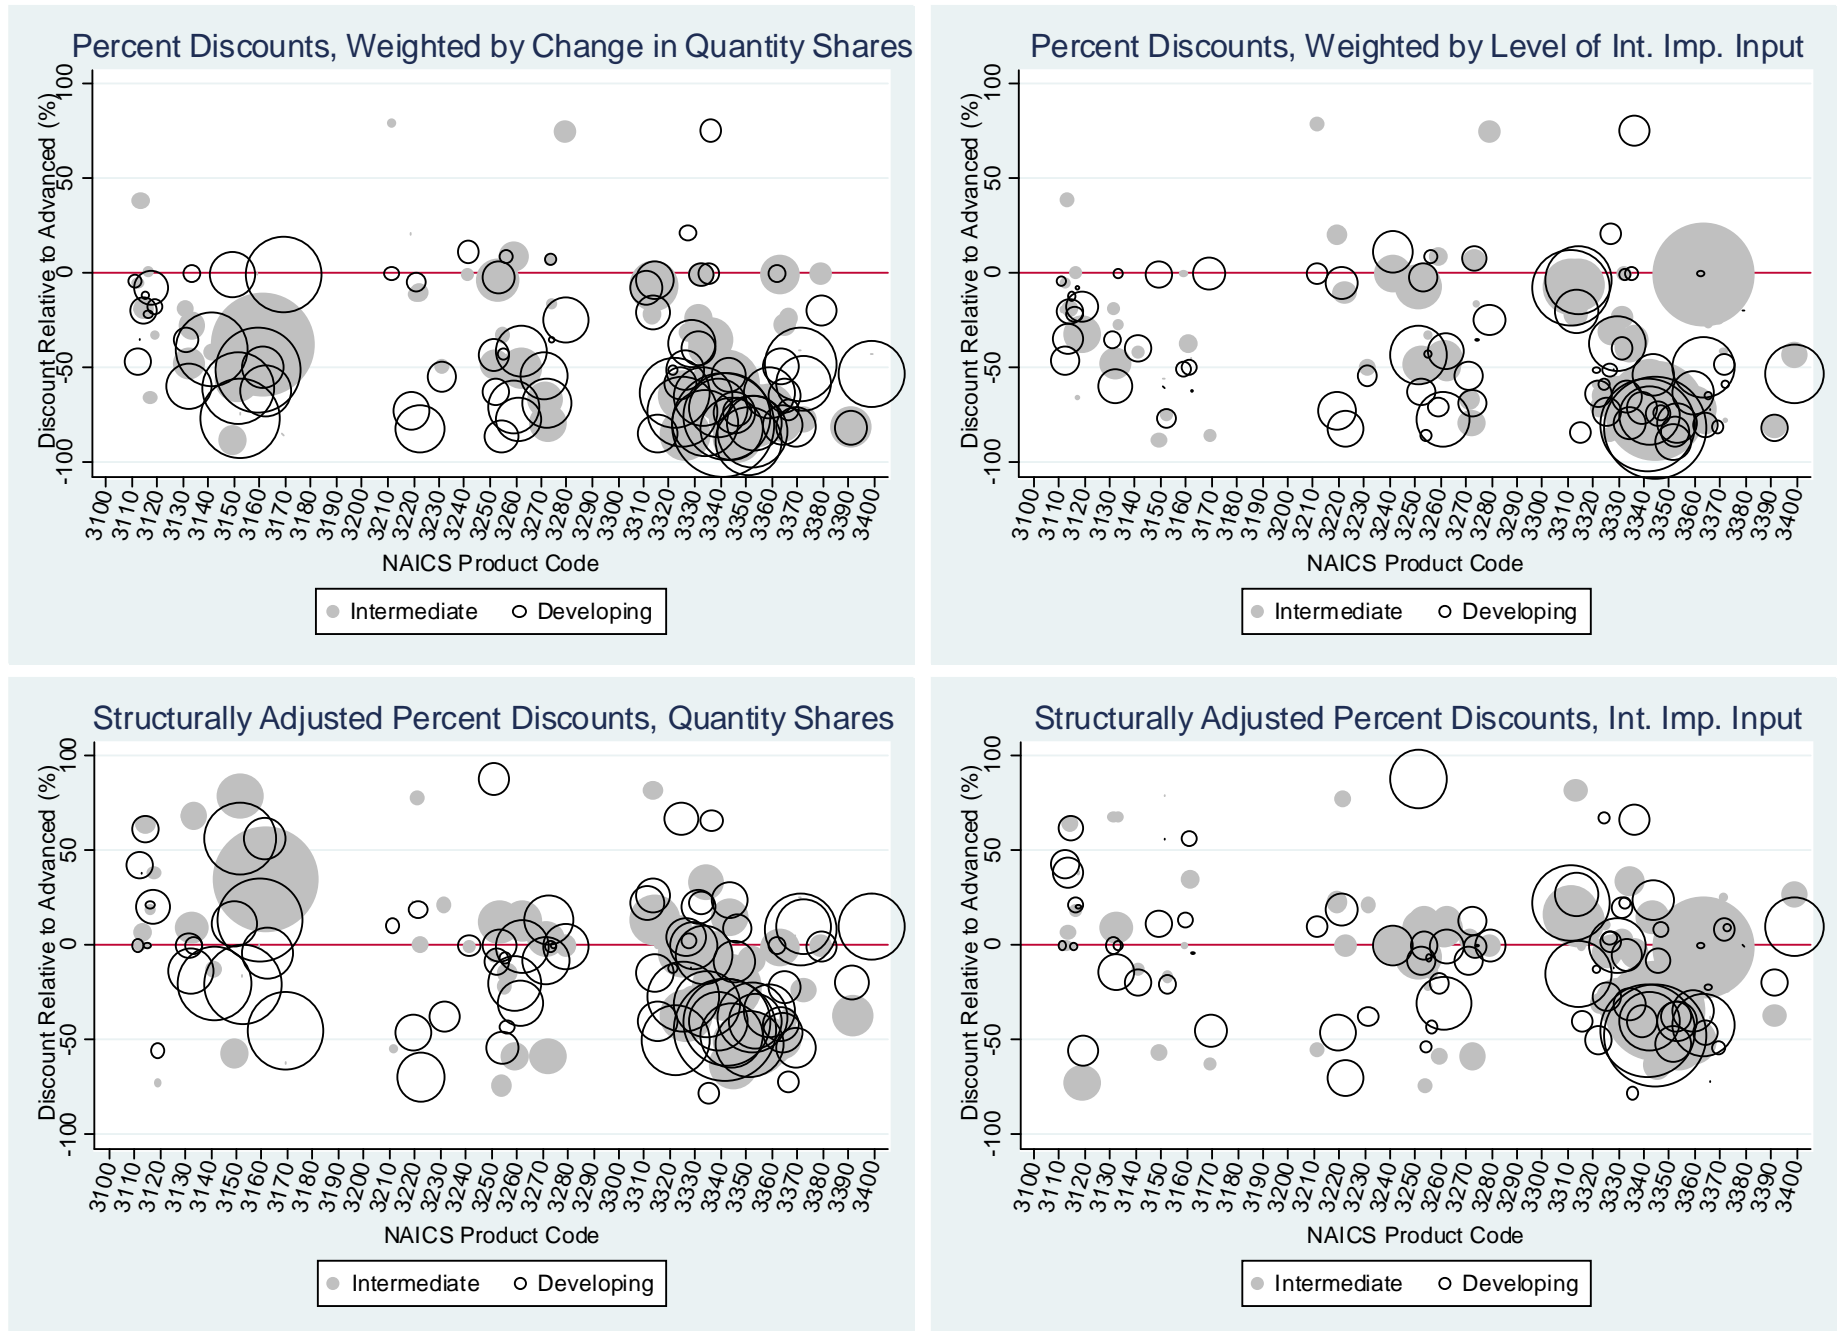 Percent Discounts, Weighted by Change in Quantity Shares
Discount Relative to Advanced (%)
100
50
0
-50
-100
3100 3110 3120 3130 3140 3150 3160 3170 3180 3190 3200 3210 3220 3230 3240 3250 3260 3270 3280 3290 3300 3310 3320 3330 3340 3350 3360 3370 3380 3390 3400
NAICS Product Code
Intermediate Developing
Percent Discounts, Weighted by Level of Int. Imp. Input
Discount Relative to Advanced (%)
100
50
0
-50
-100
3100 3110 3120 3130 3140 3150 3160 3170 3180 3190 3200 3210 3220 3230 3240 3250 3260 3270 3280 3290 3300 3310 3320 3330 3340 3350 3360 3370 3380 3390 3400
NAICS Product Code
Intermediate Developing
Structurally Adjusted Percent Discounts, Quantity Shares
Discount Relative to Advanced (%)
100
50
0
-50
-100
3100 3110 3120 3130 3140 3150 3160 3170 3180 3190 3200 3210 3220 3230 3240 3250 3260 3270 3280 3290 3300 3310 3320 3330 3340 3350 3360 3370 3380 3390 3400
NAICS Product Code
Intermediate Developing
Structurally Adjusted Percent Discounts, Int. Imp. Input
Discount Relative to Advanced (%)
100
50
0
-50
-100
3100 3110 3120 3130 3140 3150 3160 3170 3180 3190 3200 3210 3220 3230 3240 3250 3260 3270 3280 3290 3300 3310 3320 3330 3340 3350 3360 3370 3380 3390 3400
NAICS Product Code
Intermediate Developing